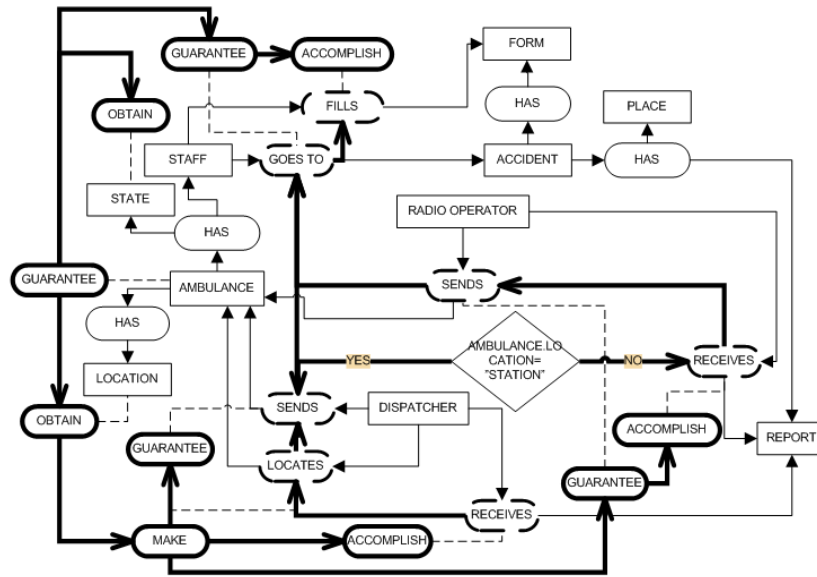 FORM
GUARANTEE
ACCOMPLISH
HAS
PLACE
OBTAIN
FILLS
STAFF
GOES TO
ACCIDENT
HAS
STATE
RADIO OPERATOR
HAS
GUARANTEE
AMBULANCE
SENDS
HAS
AMBULANCE.LO
CATION=
"STATION"
YES
NO
RECEIVES
LOCATION
SENDS
DISPATCHER
OBTAIN
ACCOMPLISH
REPORT
GUARANTEE
LOCATES
GUARANTEE
RECEIVES
MAKE
ACCOMPLISH